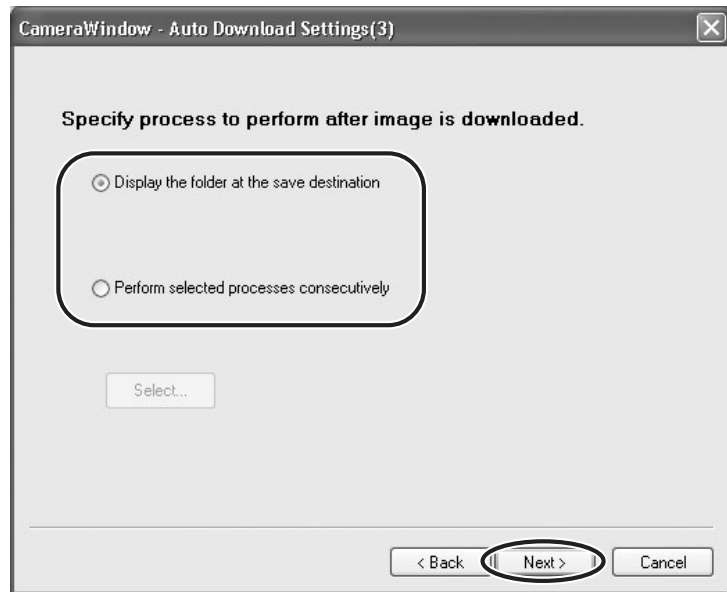 CameraWindow - Auto Download Settings(3)
Specify process to perform after image is downloaded.
Display the folder at the save destination
Perform selected processes consecutively
Select...
< Back Next > Cancel